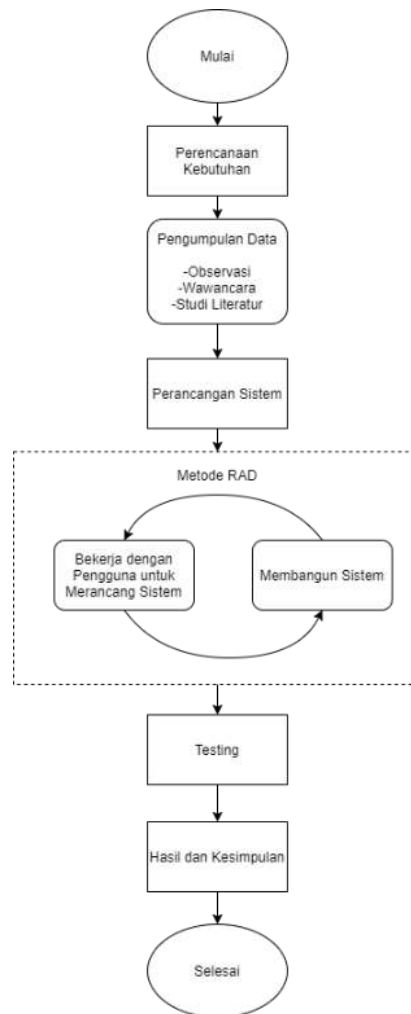 Mulai
Perencanaan
Kebutuhan
Pengumpulan Data
-Observasi
-Wawancara
-Studi Literatur
Perancangan Sistem
Metode RAD
Bekerja dengan
Pengguna untuk
Merancang Sistem
Membangun Sistem
Testing
Hasil dan Kesimpulan
Selesai